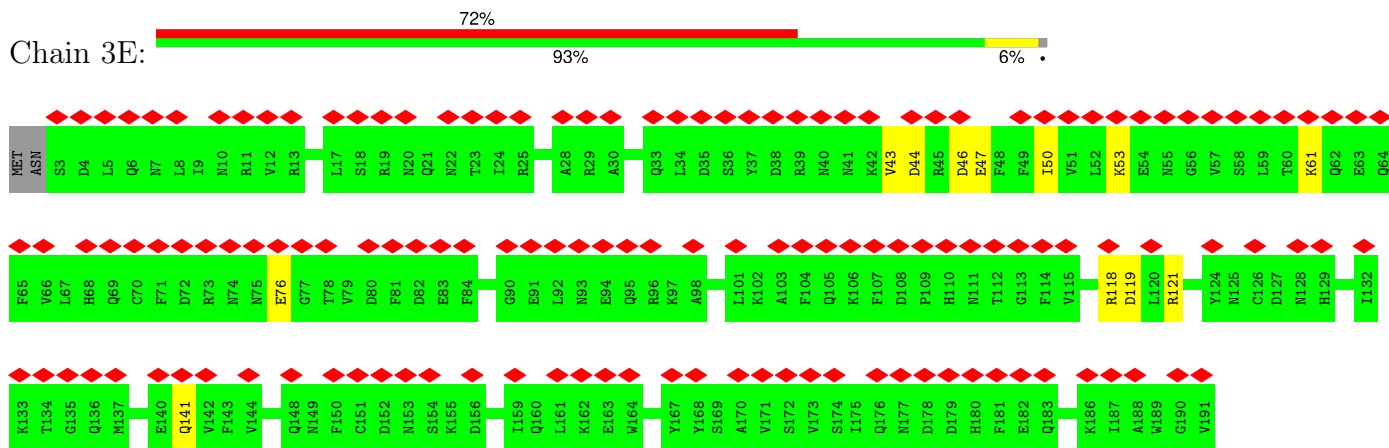 72%
Chain 3E:
93% 6% •
MET ASN S3 D4 L5 Q6 N7 L8 I9 N10 R11 V12 R13 L17 S18 R19 N20 Q21 N22 T23 I24 R25 A28 R29 A30 Q33 L34 D35 S36 Y37 D38 R39 N40 N41 K42 V43 D44 R45 D46 E47 F48 F49 I50 V51 L52 K53 E54 N55 G56 V57 S58 L59 T60 K61 Q62 E63 Q64
F65 V66 L67 H68 Q69 C70 F71 D72 R73 N74 N75 E76 G77 T78 V79 D80 F81 D82 E83 F84 G90 E91 L92 N93 E94 Q95 R96 K97 A98 L101 K102 A103 F104 Q105 K106 F107 D108 P109 H110 N111 T112 G113 F114 V115 R118 D119 L120 R121 Y124 N125 C126 D127 N128 H129 I132
K133 T134 G135 Q136 M137 E140 Q141 V142 F143 V144 Q148 N149 F150 C151 D152 N153 S154 K155 D156 I159 Q160 L161 K162 E163 W164 Y167 Y168 S169 A170 V171 S172 V173 S174 I175 Q176 N177 D178 D179 H180 F181 E182 Q183 K186 I187 A188 W189 G190 V191